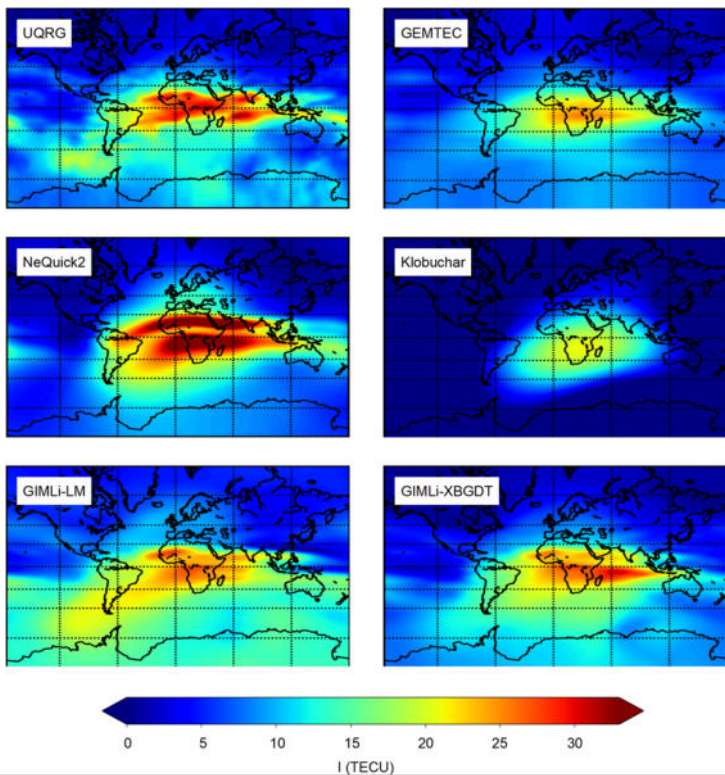 UQRG
GEMTEC
NeQuick2
Klobuchar
GIMLi-LM
GIMLi-XBGDT
0 5 10 15 20 25 30
I (TECU)